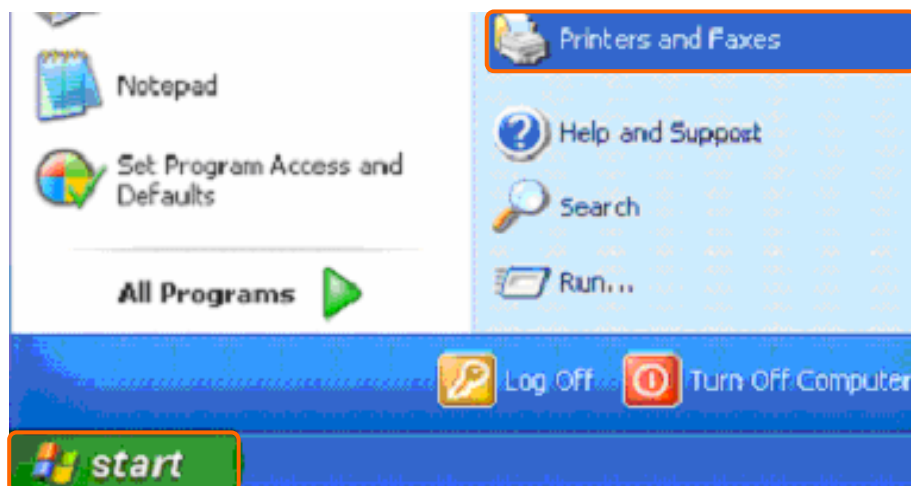 Notepad
Set Program Access and
Defaults
All Programs
Printers and Faxes
Help and Support
Search
Run...
Log Off
Turn Off Computer
start